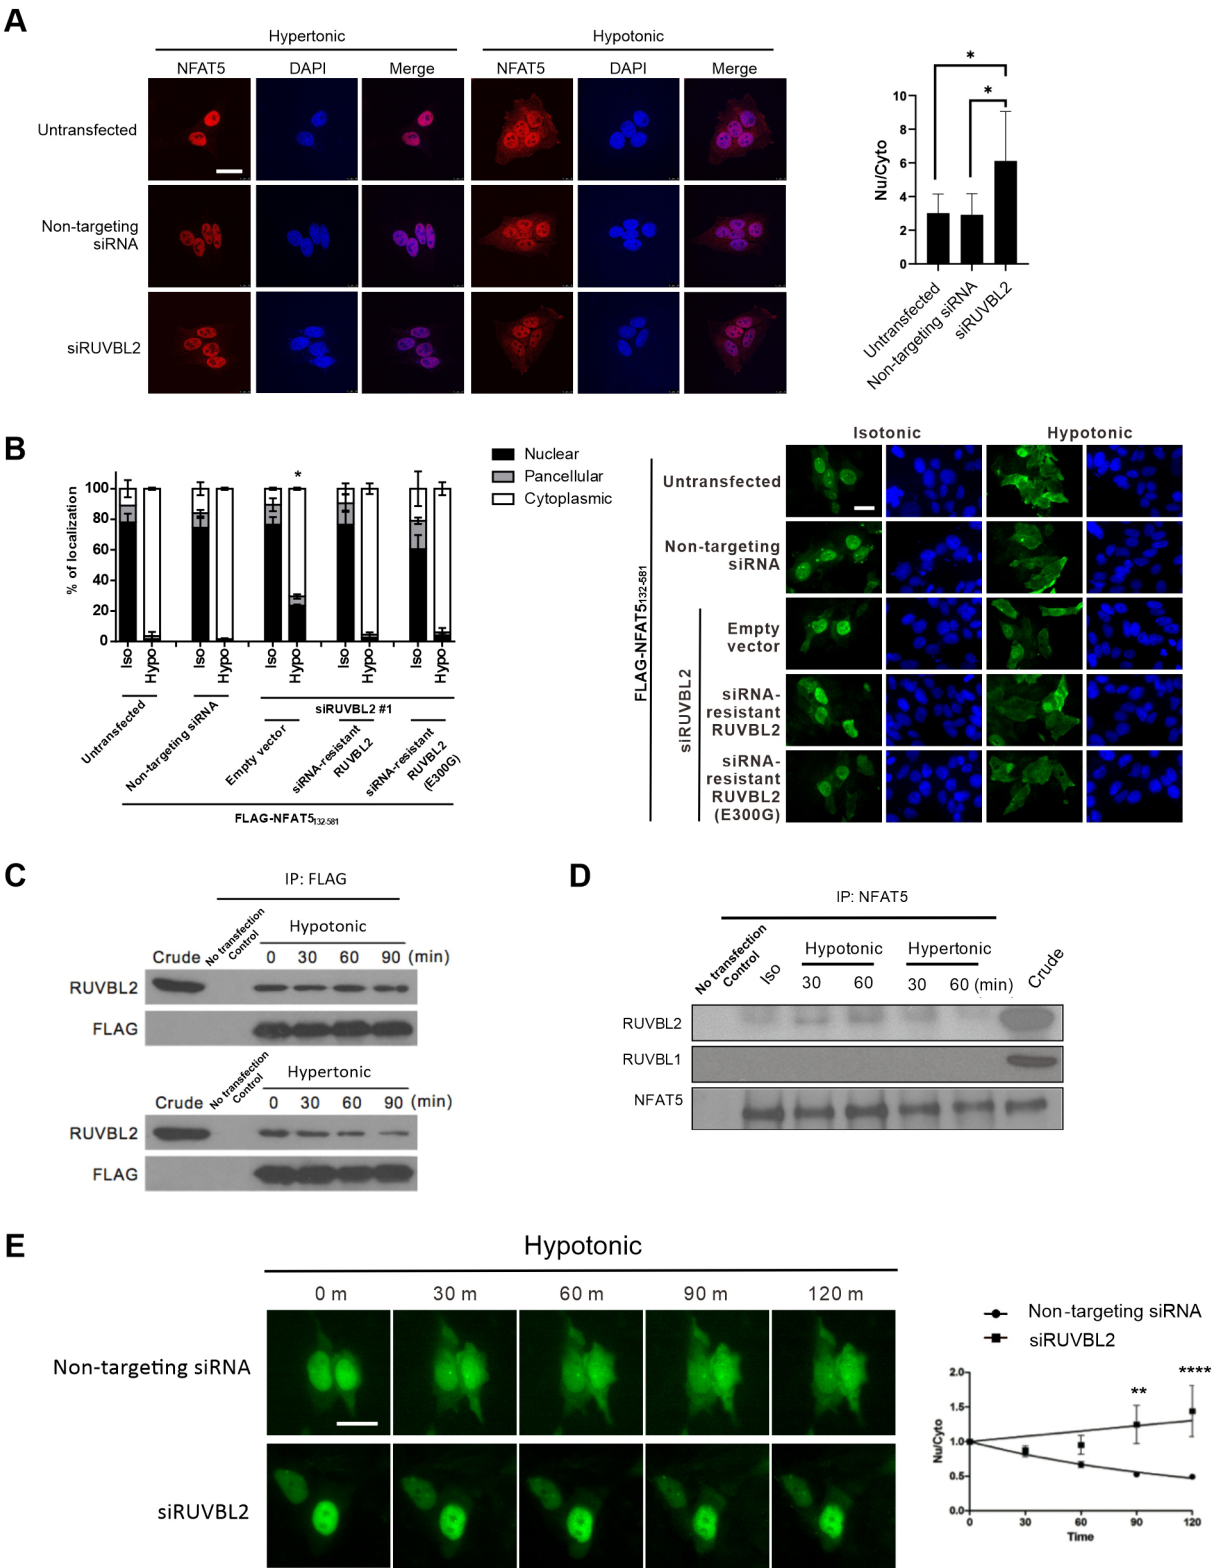 A
Hypertonic
Hypotonic
NFAT5
DAPI
Merge
NFAT5
DAPI
Merge
Untransfected
Non-targeting
siRNA
siRUVBL2
*
*
10
8
6
4
2
0
Nu/Cyto
Untransfected
Non-targeting siRNA
siRUVBL2
B
Nuclear
Pancellular
Cytoplasmic
*
100
80
60
40
20
0
% of localization
Iso
Hypo
Iso
Hypo
Iso
Hypo
Iso
Hypo
Iso
Hypo
siRUVBL2 #1
Untransfected
Non-targeting siRNA
Empty vector
siRNA-resistant
RUVBL2
siRNA-resistant
RUVBL2
(E300G)
FLAG-NFAT5132-581
Isotonic
Hypotonic
FLAG-NFAT5132-581
Untransfected
Non-targeting
siRNA
siRUVBL2
Empty
vector
siRNA-
resistant
RUVBL2
siRNA-
resistant
RUVBL2
(E300G)
C
IP: FLAG
Hypotonic
Crude
No transfection
Control
0 30 60 90 (min)
RUVBL2
FLAG
Hypertonic
Crude
No transfection
Control
0 30 60 90 (min)
RUVBL2
FLAG
D
IP: NFAT5
No transfection
Control
Iso
Hypotonic
Hypertonic
30 60 30 60 (min)
Crude
RUVBL2
RUVBL1
NFAT5
E
Hypotonic
0 m
30 m
60 m
90 m
120 m
Non-targeting siRNA
siRUVBL2
Non-targeting siRNA
siRUVBL2
2.0
1.5
1.0
0.5
0.0
Nu/Cyto
**
****
0 30 60 90 120
Time